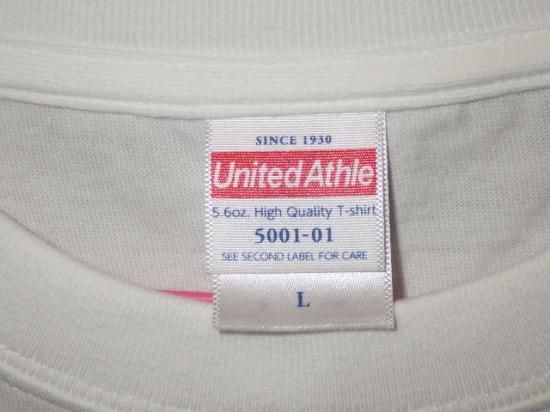 SINCE 1930
United Athle
5.6oz. High Quality T-shirt
5001-01
SEE SECOND LABEL FOR CARE
L